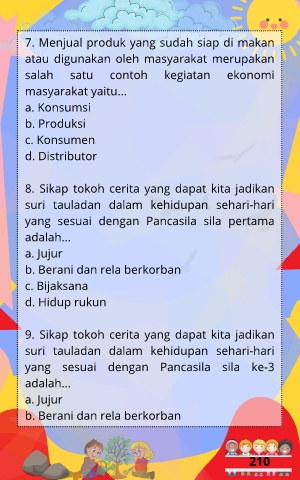 7. Menjual produk yang sudah siap di makan
atau digunakan oleh masyarakat merupakan
salah satu contoh kegiatan ekonomi
masyarakat yaitu...
a. Konsumsi
b. Produksi
c. Konsumen
d. Distributor
8. Sikap tokoh cerita yang dapat kita jadikan
suri tauladan dalam kehidupan sehari-hari
yang sesuai dengan Pancasila sila pertama
adalah...
a. Jujur
b. Berani dan rela berkorban
c. Bijaksana
d. Hidup rukun
9. Sikap tokoh cerita yang dapat kita jadikan
suri tauladan dalam kehidupan sehari-hari
yang sesuai dengan Pancasila sila ke-3
adalah...
a. Jujur
b. Berani dan rela berkorban
210